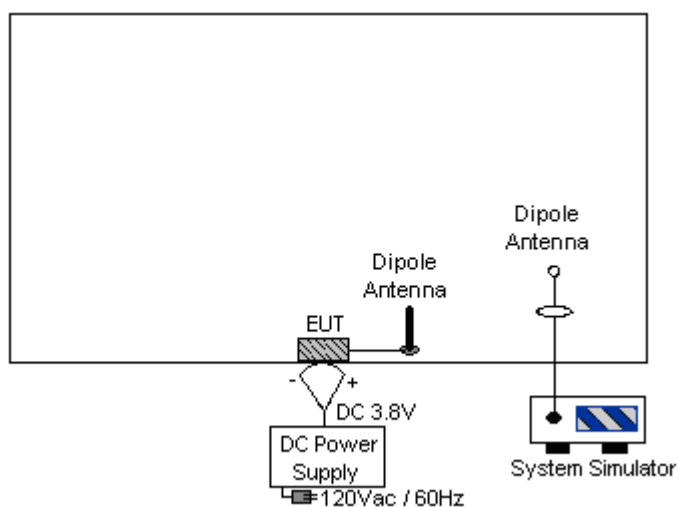 Dipole
Antenna
Dipole
Antenna
EUT
- +
DC 3.8V
DC Power
Supply
System Simulator
120Vac / 60Hz